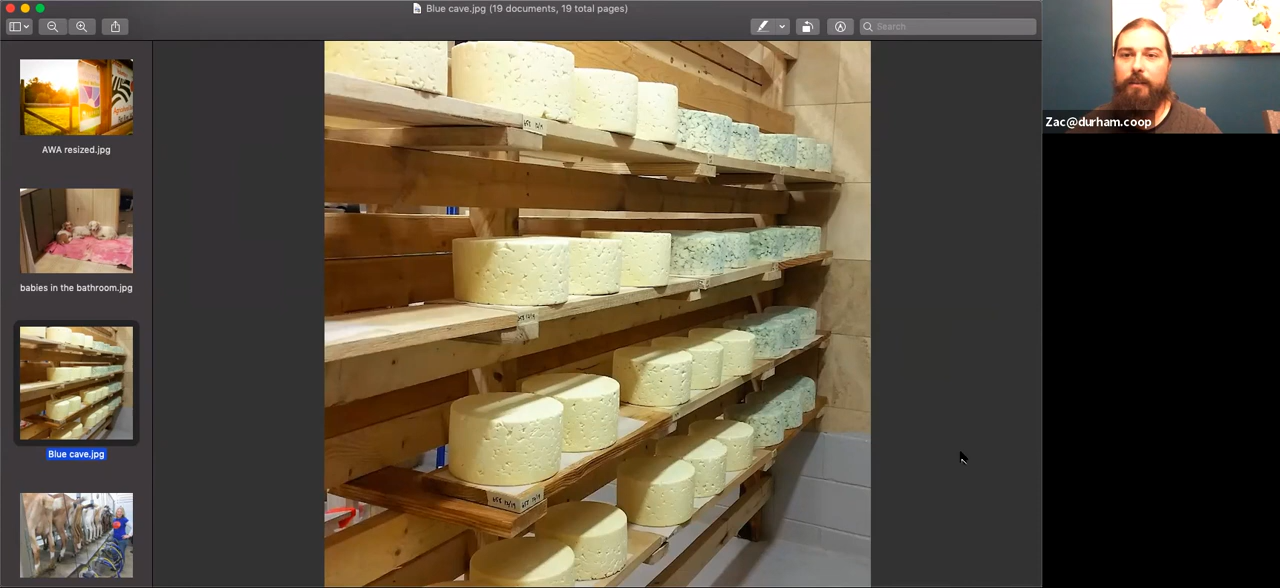 Blue cave.jpg (19 documents, 19 total pages)
Search
AWA resized.jpg
babies in the bathroom.jpg
Blue cave.jpg
Zac@durham.coop